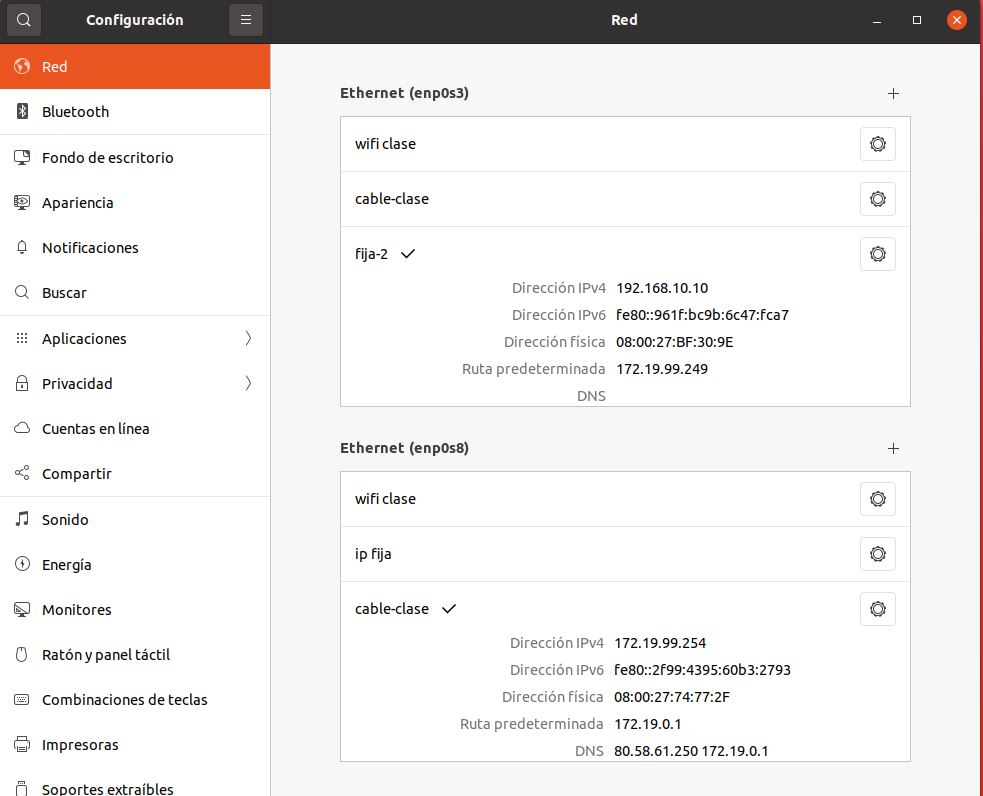 Configuración
Red
Red
Bluetooth
Fondo de escritorio
Apariencia
Notificaciones
Buscar
Aplicaciones
Privacidad
Cuentas en línea
Compartir
Sonido
Energía
Monitores
Ratón y panel táctil
Combinaciones de teclas
Impresoras
Soportes extraíbles
Ethernet (enp0s3)
wifi clase
cable-clase
fija-2
Dirección IPv4 192.168.10.10
Dirección IPv6 fe80::961f:bc9b:6c47:fca7
Dirección física 08:00:27:BF:30:9E
Ruta predeterminada 172.19.99.249
DNS
Ethernet (enp0s8)
wifi clase
ip fija
cable-clase
Dirección IPv4 172.19.99.254
Dirección IPv6 fe80::2f99:4395:60b3:2793
Dirección física 08:00:27:74:77:2F
Ruta predeterminada 172.19.0.1
DNS 80.58.61.250 172.19.0.1